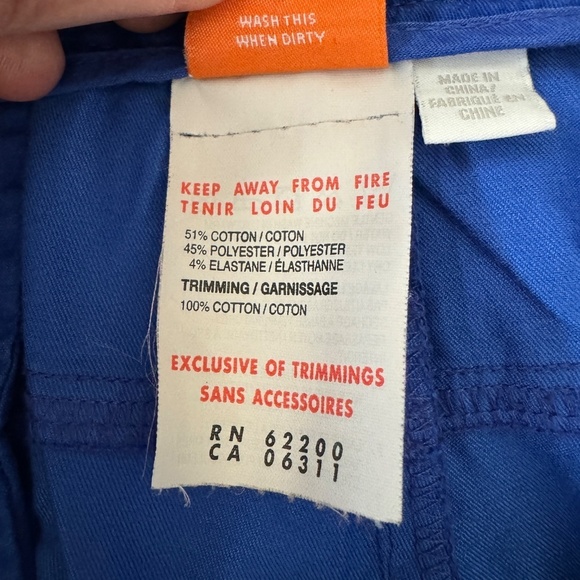 WASH THIS
WHEN DIRTY
MADE IN
CHINA/
FABRIQUÉ EN
CHINE
KEEP AWAY FROM FIRE
TENIR LOIN DU FEU
51% COTTON / COTON
45% POLYESTER / POLYESTER
4% ELASTANE / ÉLASTHANNE
TRIMMING / GARNISSAGE
100% COTTON / COTON
EXCLUSIVE OF TRIMMINGS
SANS ACCESSOIRES
RN 62200
CA 06311